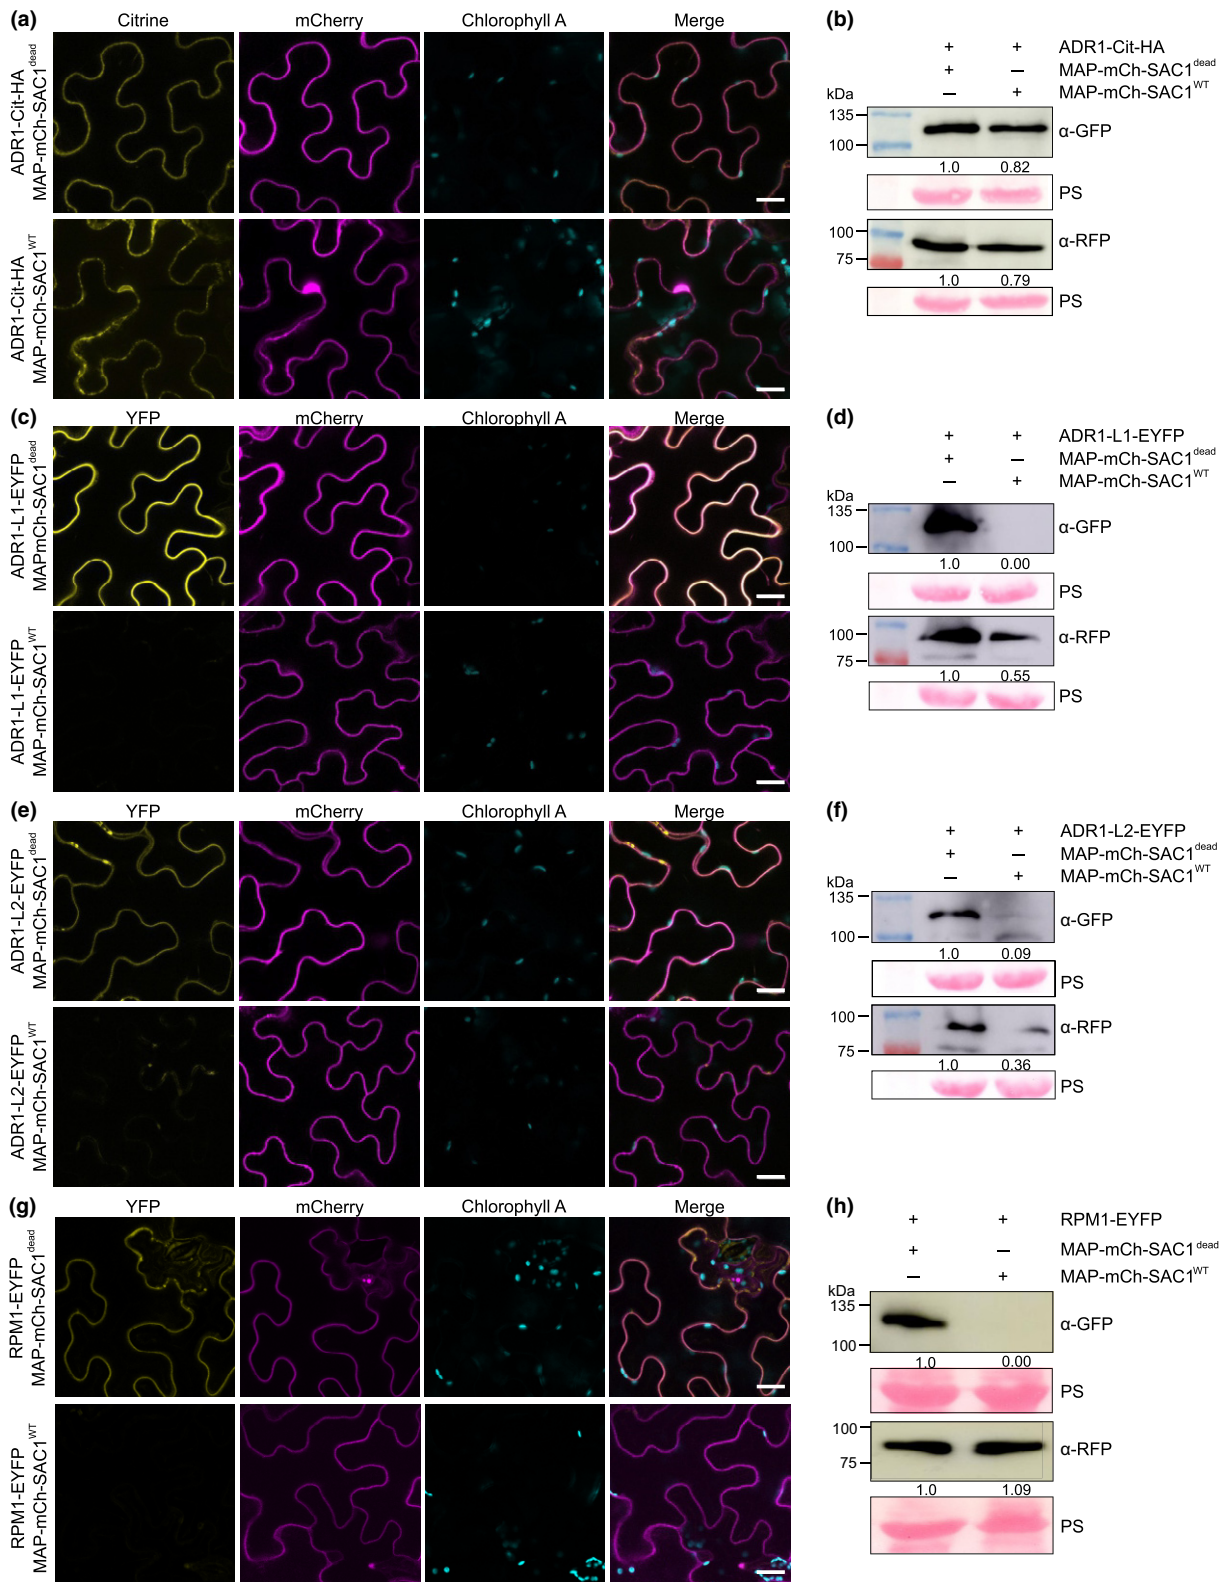 (a)
Citrine mCherry Chlorophyll A Merge
ADR1-Cit-HA
MAP-mCh-SAC1dead
ADR1-Cit-HA
MAP-mCh-SAC1WT
(b)
+ + ADR1-Cit-HA
+ — MAP-mCh-SAC1dead
— + MAP-mCh-SAC1WT
kDa
135
100
α-GFP
1.0 0.82
PS
100
75
α-RFP
1.0 0.79
PS
(c)
YFP mCherry Chlorophyll A Merge
ADR1-L1-EYFP
MAPmCh-SAC1dead
ADR1-L1-EYFP
MAP-mCh-SAC1WT
(d)
+ + ADR1-L1-EYFP
+ — MAP-mCh-SAC1dead
— + MAP-mCh-SAC1WT
kDa
135
100
α-GFP
1.0 0.00
PS
100
75
α-RFP
1.0 0.55
PS
(e)
YFP mCherry Chlorophyll A Merge
ADR1-L2-EYFP
MAP-mCh-SAC1dead
ADR1-L2-EYFP
MAP-mCh-SAC1WT
(f)
+ + ADR1-L2-EYFP
+ — MAP-mCh-SAC1dead
— + MAP-mCh-SAC1WT
kDa
135
100
α-GFP
1.0 0.09
PS
100
75
α-RFP
1.0 0.36
PS
(g)
YFP mCherry Chlorophyll A Merge
RPM1-EYFP
MAP-mCh-SAC1dead
RPM1-EYFP
MAP-mCh-SAC1WT
(h)
+ + RPM1-EYFP
+ — MAP-mCh-SAC1dead
— + MAP-mCh-SAC1WT
kDa
135
100
α-GFP
1.0 0.00
PS
100
75
α-RFP
1.0 1.09
PS